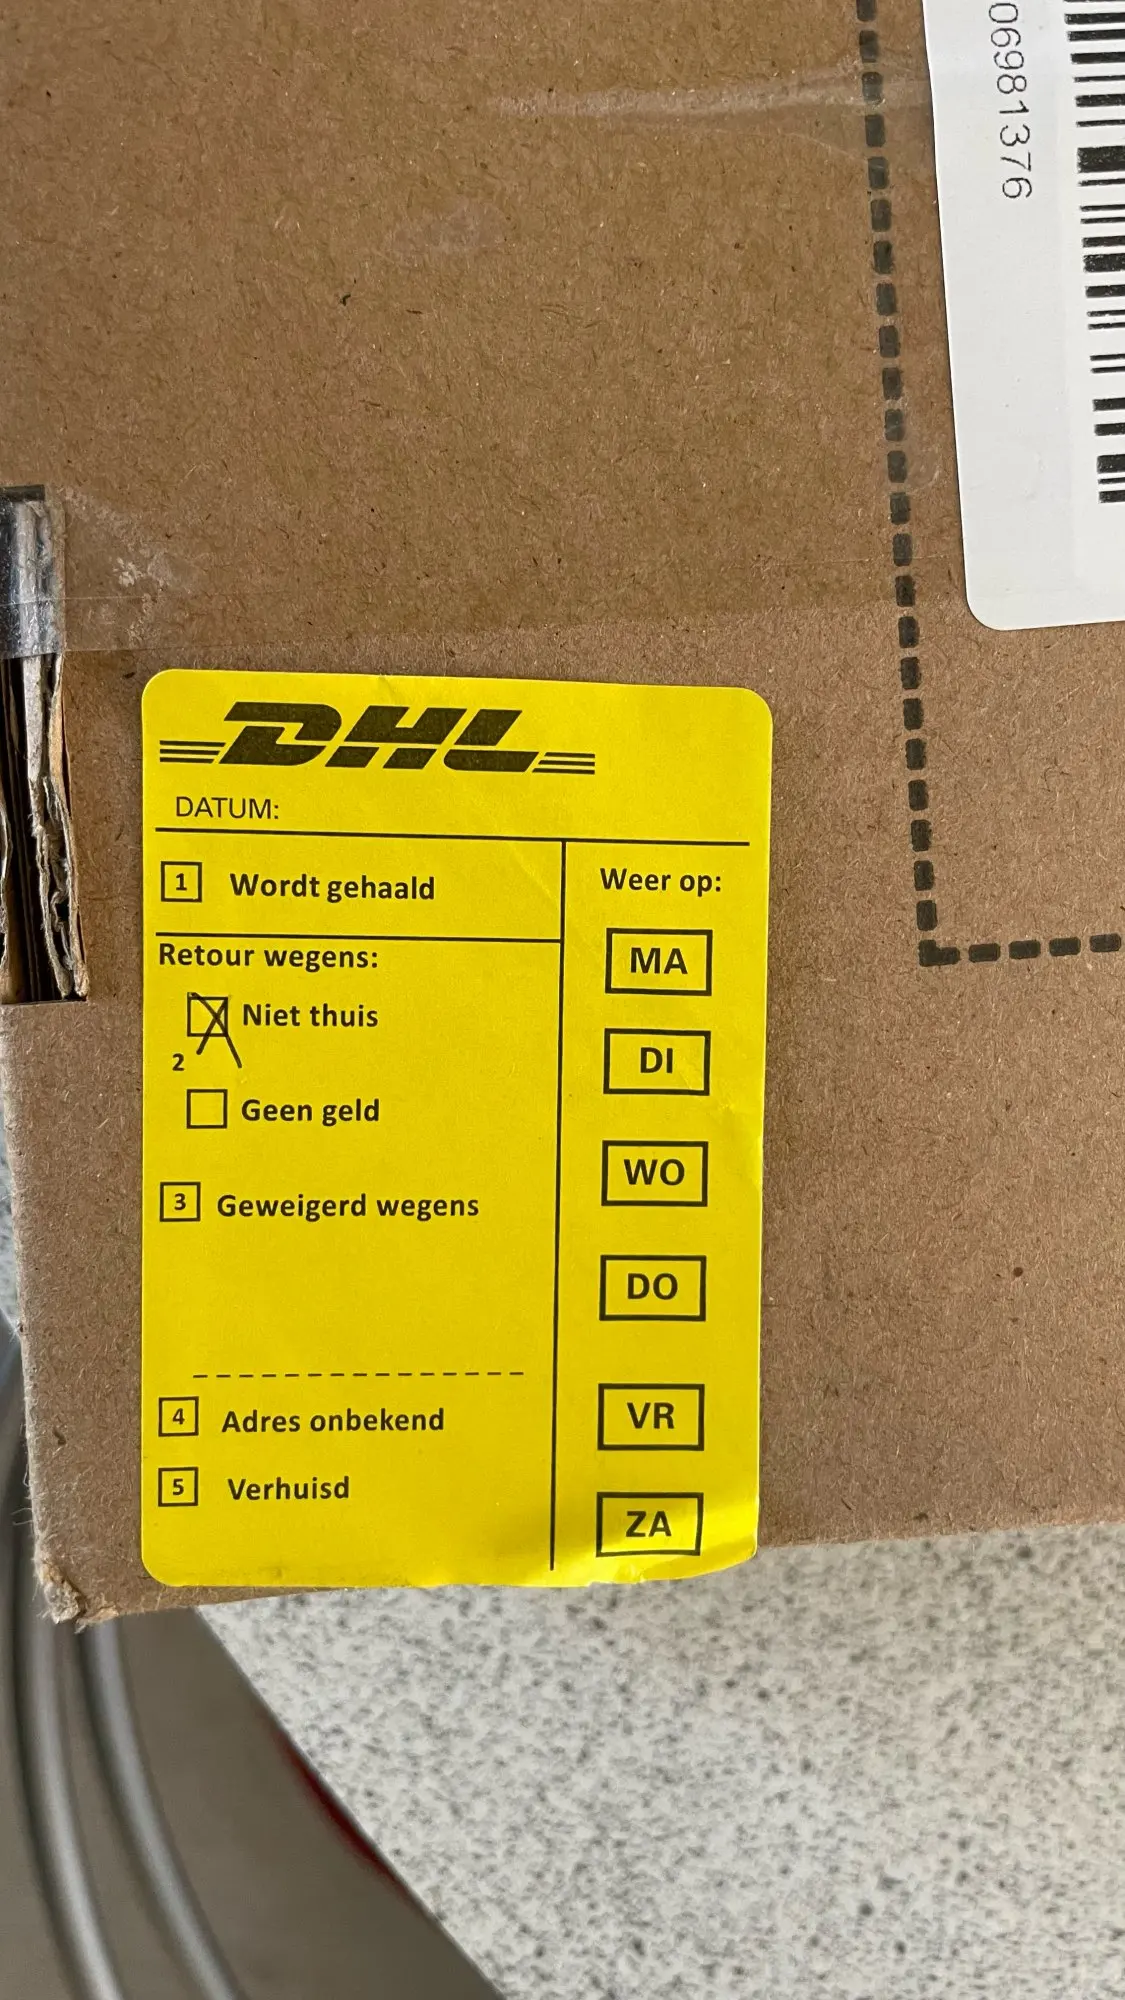 06981376
DHL
DATUM:
1 Wordt gehaald
Retour wegens:
Niet thuis
2
Geen geld
3 Geweigerd wegens
4 Adres onbekend
5 Verhuisd
Weer op:
MA
DI
WO
DO
VR
ZA